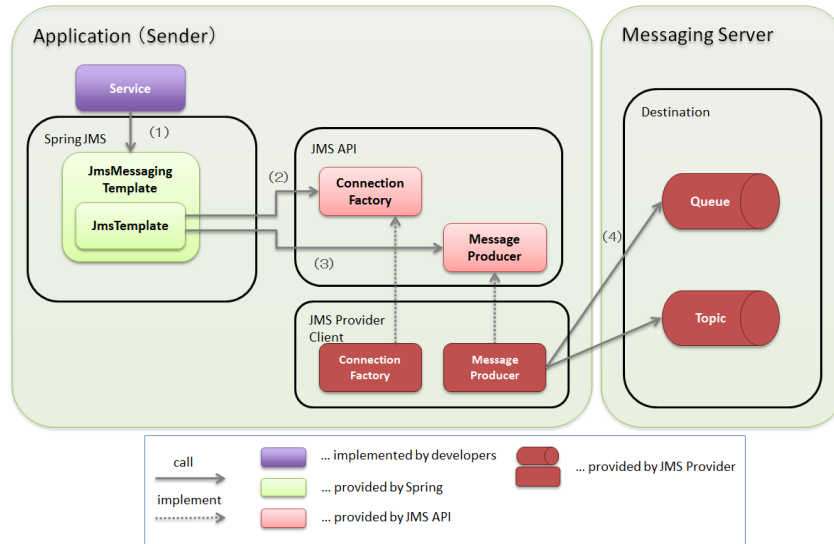 Application (Sender)
Messaging Server
Service
(1)
Spring JMS
JmsMessaging
Template
JmsTemplate
(2)
(3)
JMS API
Connection
Factory
Message
Producer
JMS Provider
Client
Connection
Factory
Message
Producer
(4)
Destination
Queue
Topic
call
implement
... implemented by developers
... provided by Spring
... provided by JMS API
... provided by JMS Provider